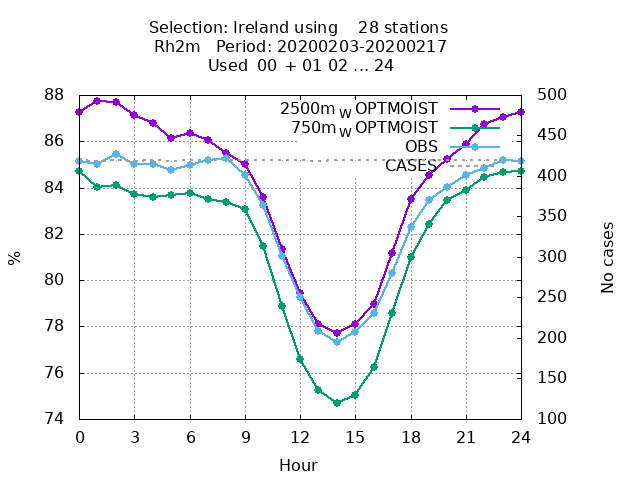 Selection: Ireland using    28 stations
Rh2m   Period: 20200203-20200217
Used  00 + 01 02 ... 24
88
86
84
82
80
78
76
74
%
500
450
400
350
300
250
200
150
100
No cases
2500m W OPTMOIST
750m W OPTMOIST
OBS
CASES
0 3 6 9 12 15 18 21 24
Hour